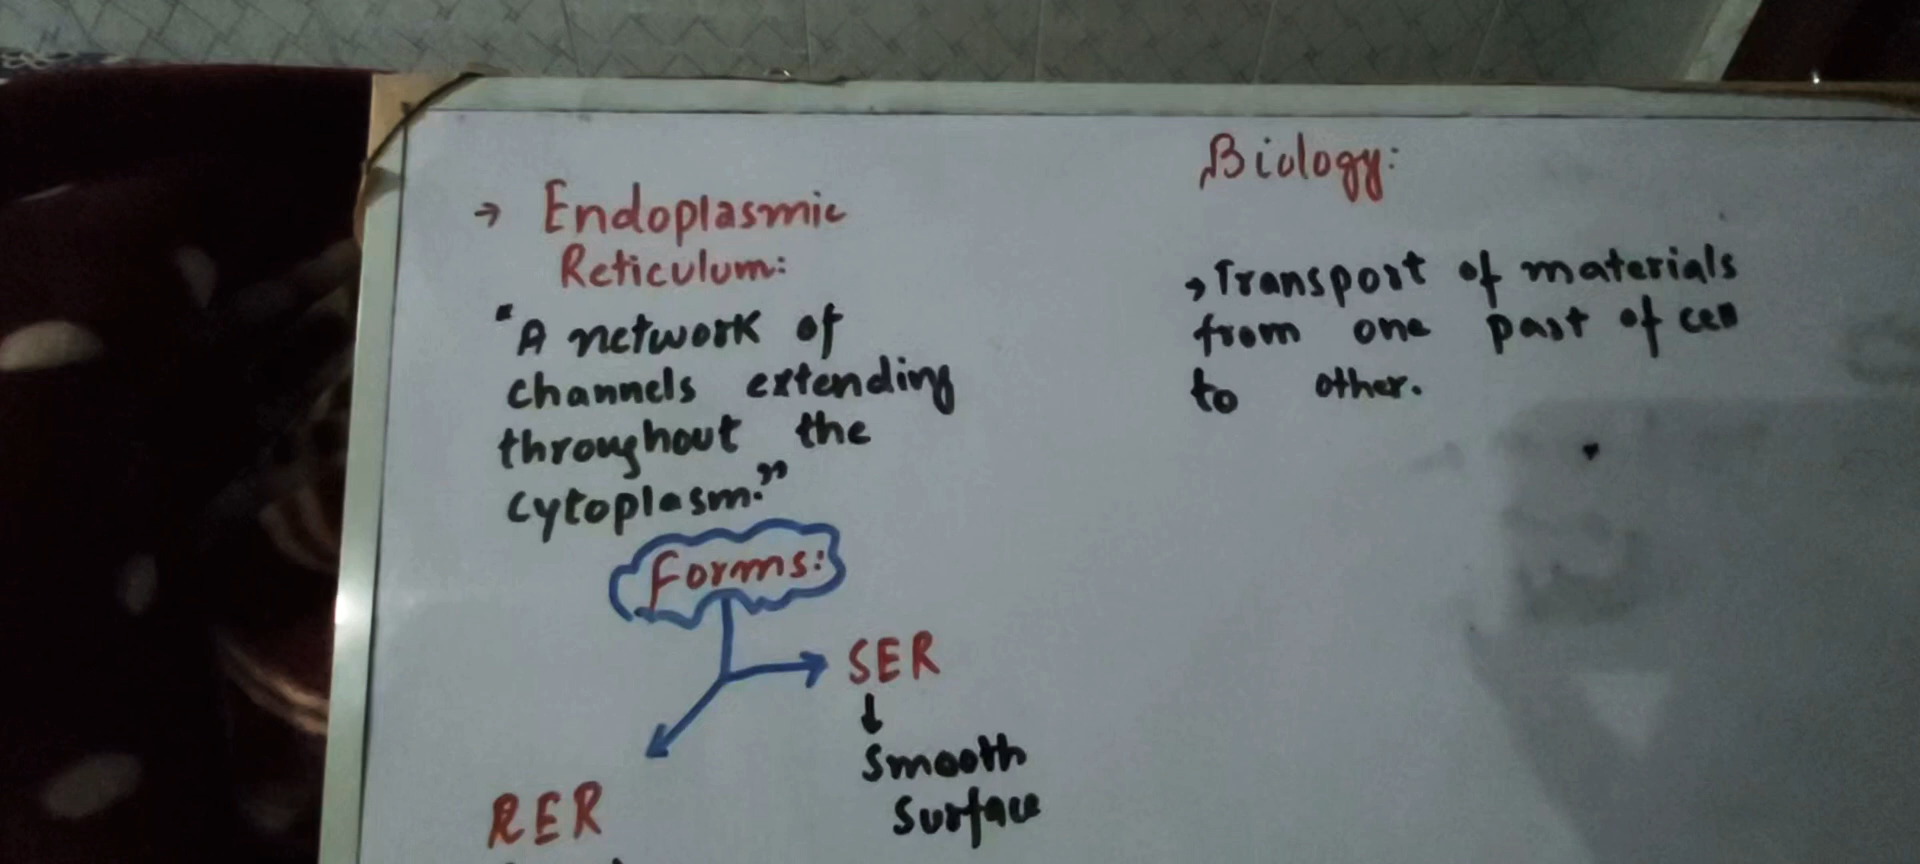 Biology:
→ Endoplasmic
Reticulum:
"A network of
channels extending
throughout the
cytoplasm."
Forms:
SER
Smooth
Surface
RER
→Transport of materials
from one part of cell
to other.